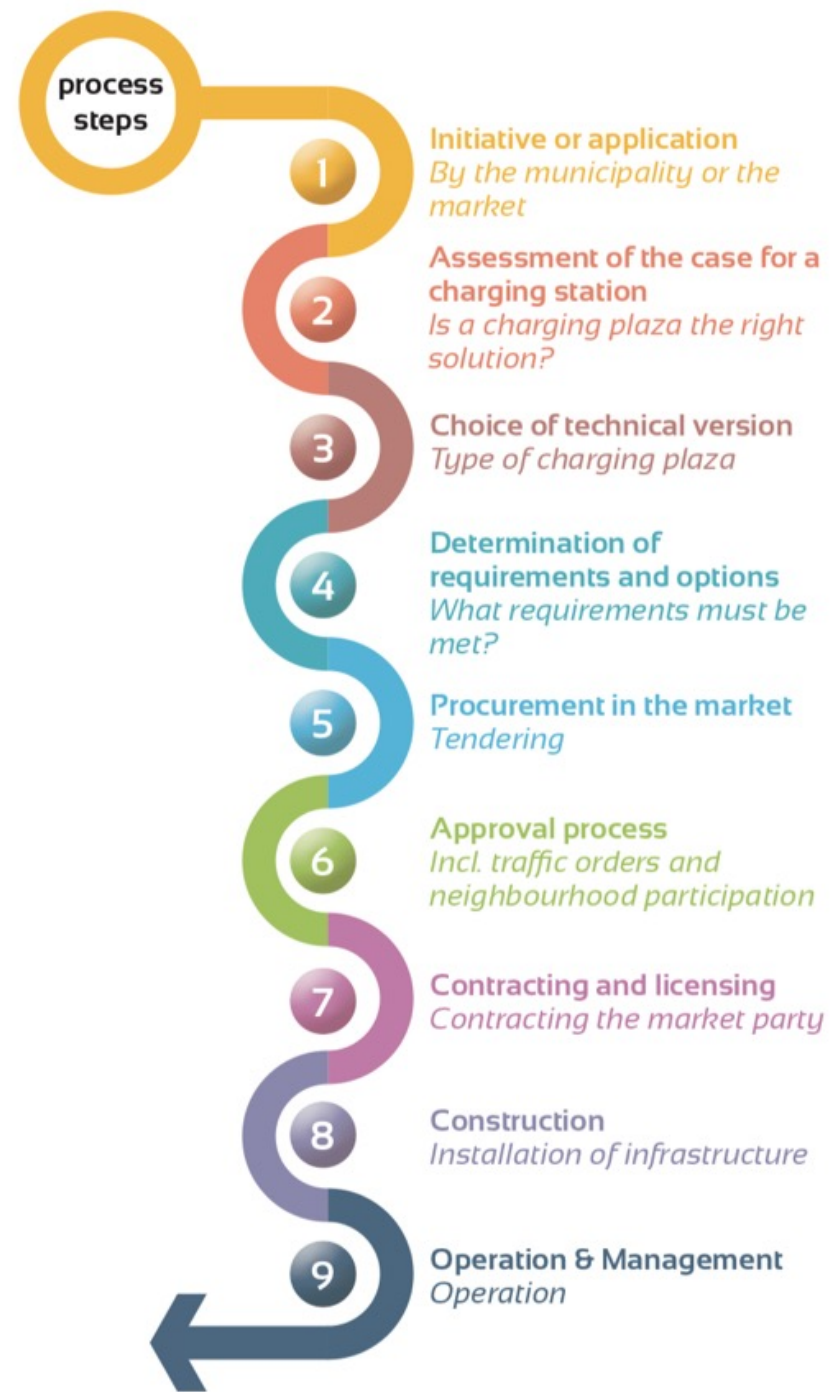 process
steps
1
Initiative or application
By the municipality or the
market
2
Assessment of the case for a
charging station
Is a charging plaza the right
solution?
3
Choice of technical version
Type of charging plaza
4
Determination of
requirements and options
What requirements must be
met?
5
Procurement in the market
Tendering
6
Approval process
Incl. traffic orders and
neighbourhood participation
7
Contracting and licensing
Contracting the market party
8
Construction
Installation of infrastructure
9
Operation & Management
Operation